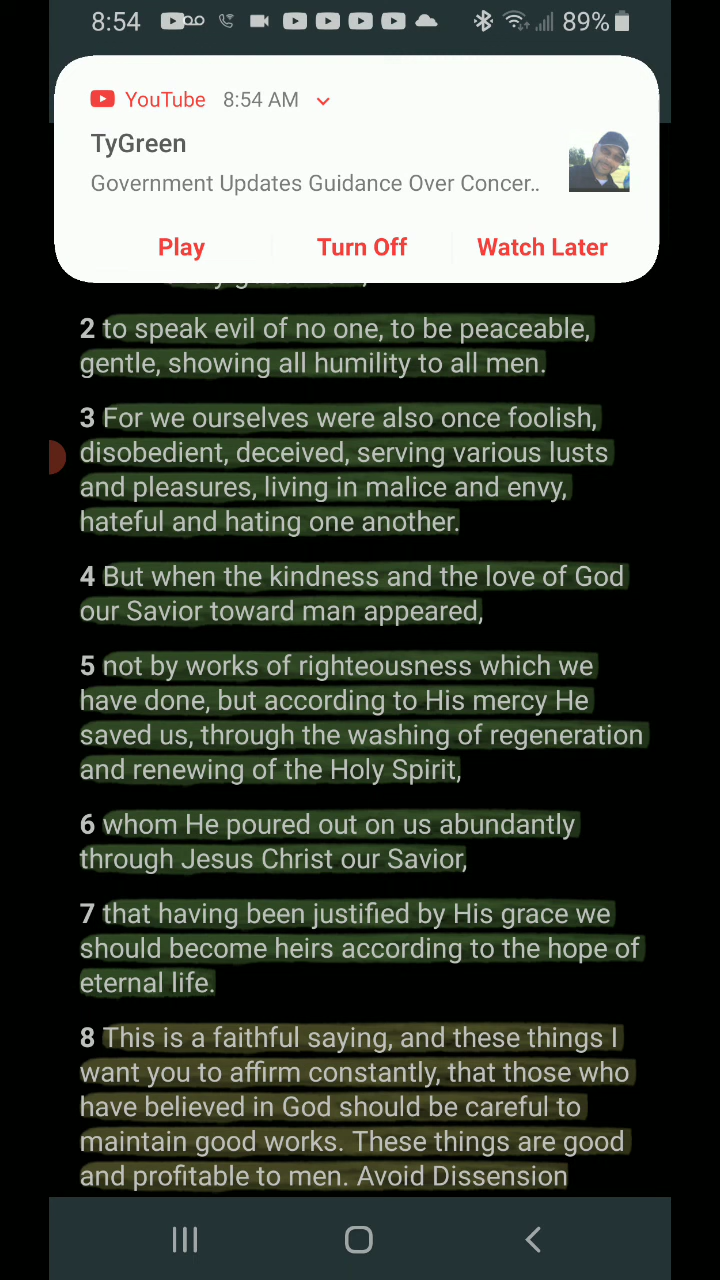 8:54 89%
YouTube 8:54 AM
TyGreen
Government Updates Guidance Over Concer..
Play Turn Off Watch Later
2 to speak evil of no one, to be peaceable,
gentle, showing all humility to all men.
3 For we ourselves were also once foolish,
disobedient, deceived, serving various lusts
and pleasures, living in malice and envy,
hateful and hating one another.
4 But when the kindness and the love of God
our Savior toward man appeared,
5 not by works of righteousness which we
have done, but according to His mercy He
saved us, through the washing of regeneration
and renewing of the Holy Spirit,
6 whom He poured out on us abundantly
through Jesus Christ our Savior,
7 that having been justified by His grace we
should become heirs according to the hope of
eternal life.
8 This is a faithful saying, and these things I
want you to affirm constantly, that those who
have believed in God should be careful to
maintain good works. These things are good
and profitable to men. Avoid Dissension